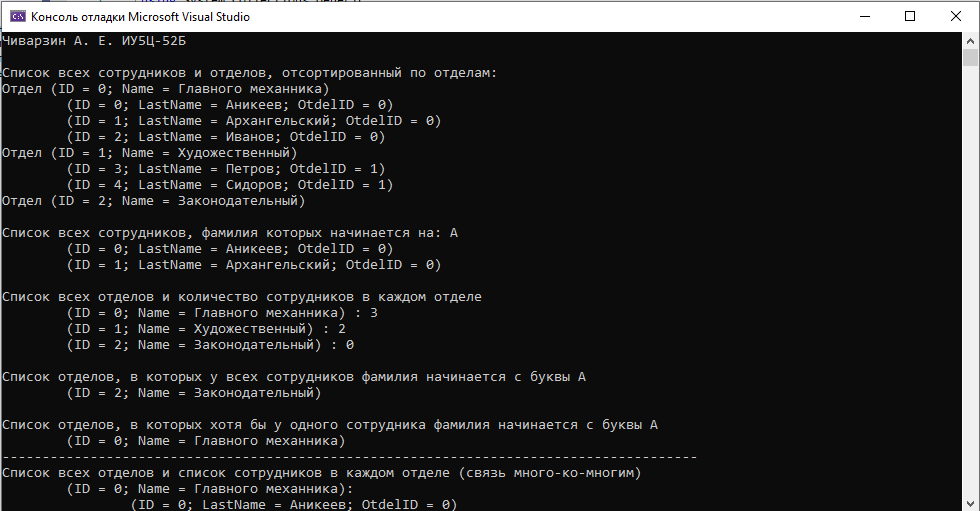 Консоль отладки Microsoft Visual Studio
Чиварзин А. Е. ИУ5Ц-52Б
Список всех сотрудников и отделов, отсортированный по отделам:
Отдел (ID = 0; Name = Главного механника)
(ID = 0; LastName = Аникеев; OtdelID = 0)
(ID = 1; LastName = Архангельский; OtdelID = 0)
(ID = 2; LastName = Иванов; OtdelID = 0)
Отдел (ID = 1; Name = Художественный)
(ID = 3; LastName = Петров; OtdelID = 1)
(ID = 4; LastName = Сидоров; OtdelID = 1)
Отдел (ID = 2; Name = Законодательный)
Список всех сотрудников, фамилия которых начинается на: А
(ID = 0; LastName = Аникеев; OtdelID = 0)
(ID = 1; LastName = Архангельский; OtdelID = 0)
Список всех отделов и количество сотрудников в каждом отделе
(ID = 0; Name = Главного механника) : 3
(ID = 1; Name = Художественный) : 2
(ID = 2; Name = Законодательный) : 0
Список отделов, в которых у всех сотрудников фамилия начинается с буквы А
(ID = 2; Name = Законодательный)
Список отделов, в которых хотя бы у одного сотрудника фамилия начинается с буквы А
(ID = 0; Name = Главного механника)
---------------------------------------------------------------------------------------
Список всех отделов и список сотрудников в каждом отделе (связь много-ко-многим)
(ID = 0; Name = Главного механника):
(ID = 0; LastName = Аникеев; OtdelID = 0)